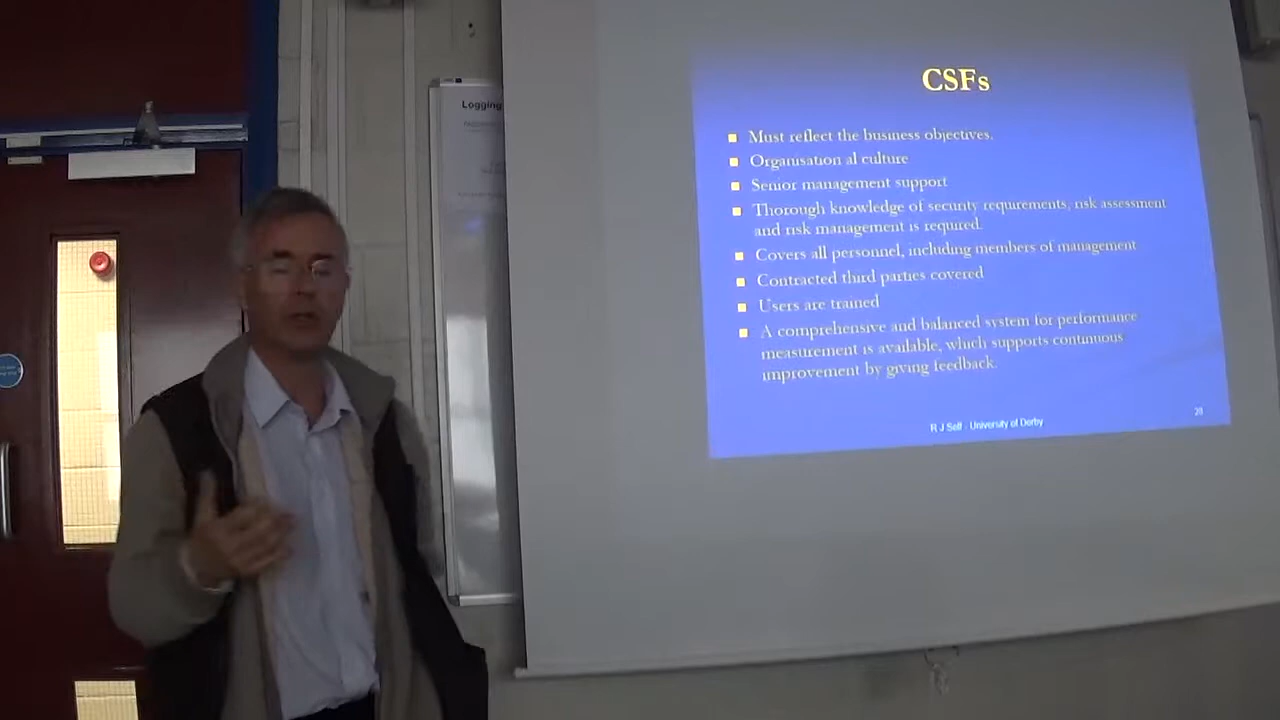 Logging
CSFs
Must reflect the business objectives.
Organisation al culture
Senior management support
Thorough knowledge of security requirements, risk assessment
and risk management is required.
Covers all personnel, including members of management
Contracted third parties covered
Users are trained
A comprehensive and balanced system for performance
measurement is available, which supports continuous
improvement by giving feedback.
R J Self - University of Derby
28